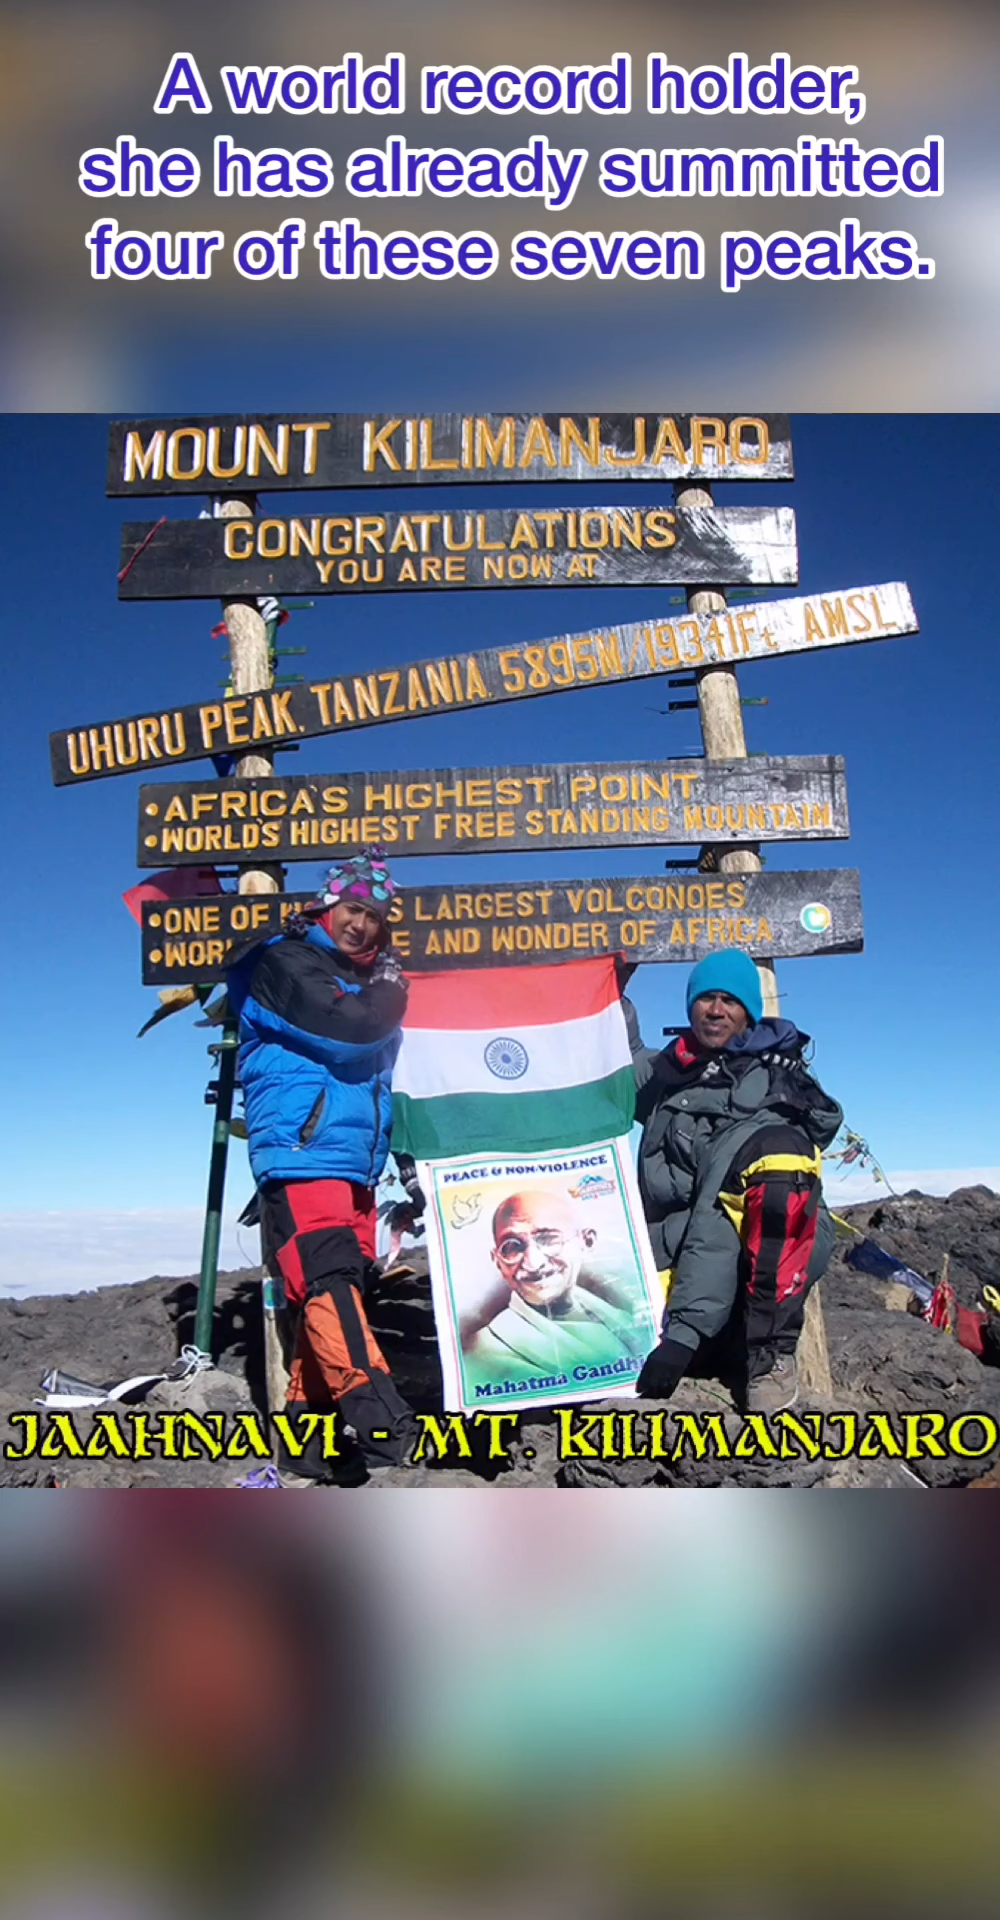 A world record holder,
she has already summitted
four of these seven peaks.
MOUNT KILIMANJARO
CONGRATULATIONS
YOU ARE NOW AT
UHURU PEAK, TANZANIA, 5895M/19341Ft AMSL
•AFRICA'S HIGHEST POINT
•WORLD'S HIGHEST FREE STANDING MOUNTAIN
•ONE OF LARGEST VOLCONOES
AND WONDER OF AFRICA
PEACE & NON-VIOLENCE
Mahatma Gandhi
JAAHNAVI - MT. KILIMANJARO